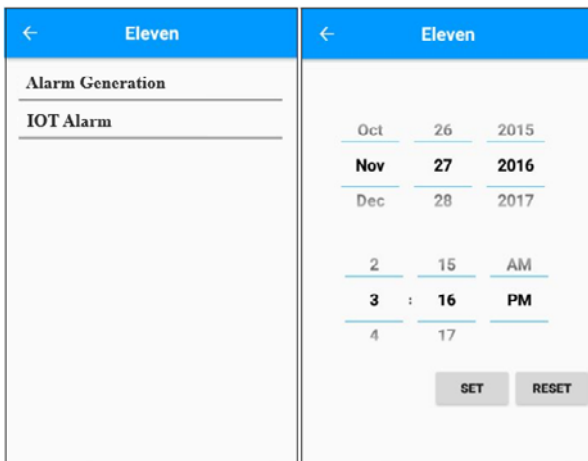 Eleven
Alarm Generation
IOT Alarm
Eleven
Oct 26 2015
Nov 27 2016
Dec 28 2017
2 15 AM
3 : 16 PM
4 17
SET RESET